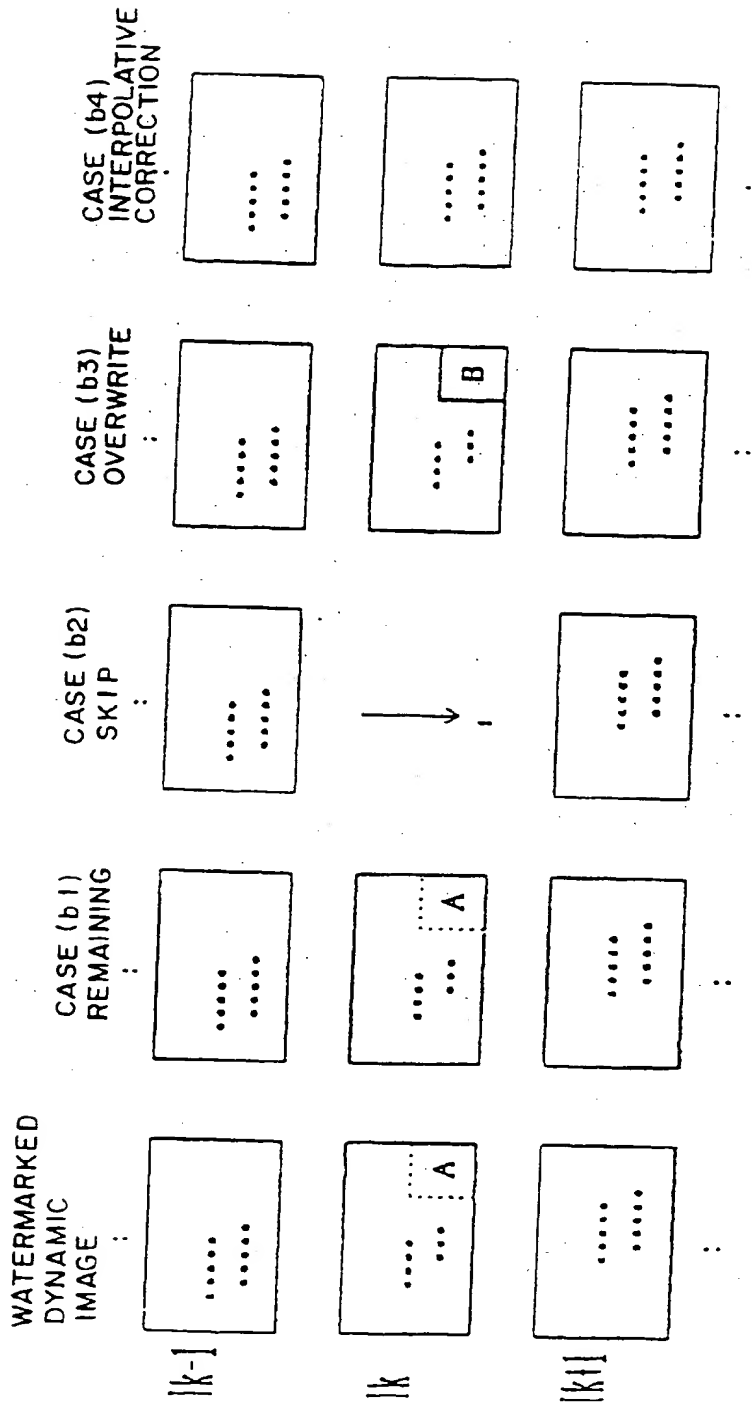 WATERMARKED
DYNAMIC
IMAGE
CASE (b1)
REMAINING
CASE (b2)
SKIP
CASE (b3)
OVERWRITE
CASE (b4)
INTERPOLATIVE
CORRECTION
Ik-1
Ik
A
A
B
Ik+1